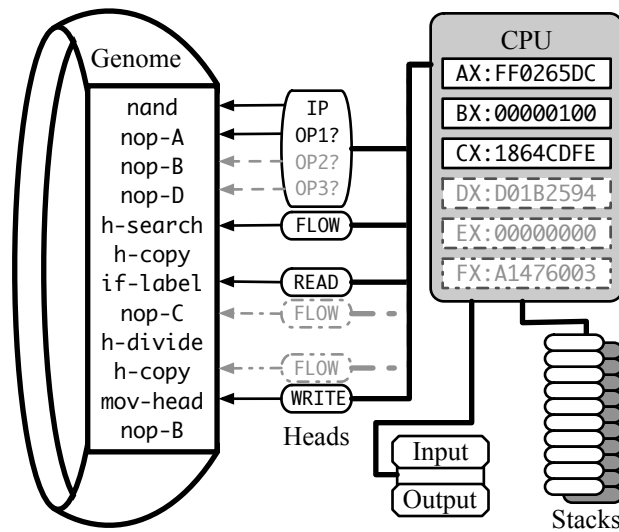 Genome
nand
nop-A
nop-B
nop-D
h-search
h-copy
if-label
nop-C
h-divide
h-copy
mov-head
nop-B
IP
OP1?
OP2?
OP3?
FLOW
READ
FLOW
FLOW
WRITE
Heads
CPU
AX:FF0265DC
BX:00000100
CX:1864CDFE
DX:D01B2594
EX:00000000
FX:A1476003
Input
Output
Stacks